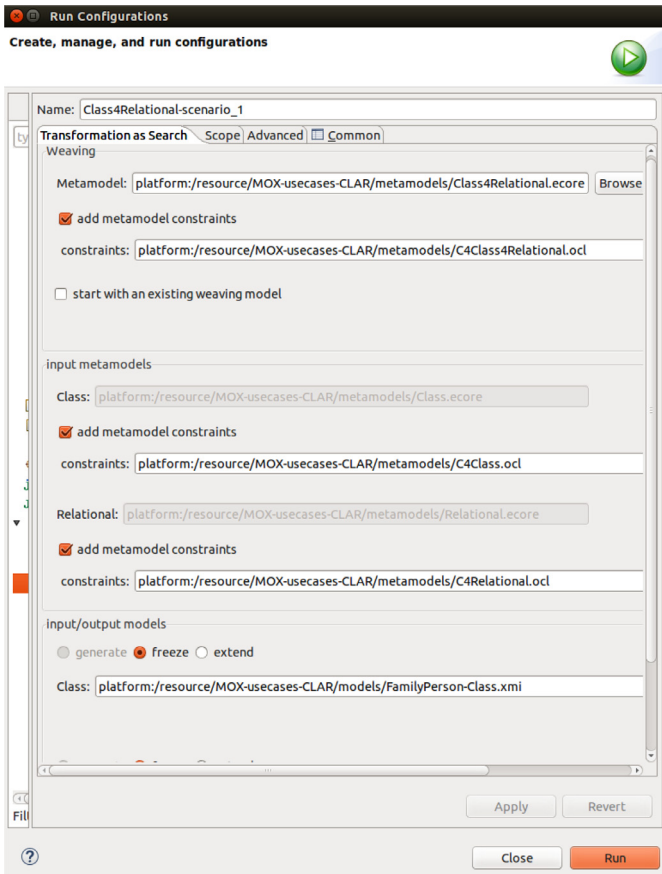 Run Configurations
Create, manage, and run configurations
Name: Class4Relational-scenario_1
ty
Transformation as Search Scope Advanced Common
Weaving
Metamodel: platform:/resource/MOX-usecases-CLAR/metamodels/Class4Relational.ecore Browse
add metamodel constraints
constraints: platform:/resource/MOX-usecases-CLAR/metamodels/C4Class4Relational.ocl
start with an existing weaving model
input metamodels
Class: platform:/resource/MOX-usecases-CLAR/metamodels/Class.ecore
add metamodel constraints
constraints: platform:/resource/MOX-usecases-CLAR/metamodels/C4Class.ocl
Relational: platform:/resource/MOX-usecases-CLAR/metamodels/Relational.ecore
add metamodel constraints
constraints: platform:/resource/MOX-usecases-CLAR/metamodels/C4Relational.ocl
input/output models
generate freeze extend
Class: platform:/resource/MOX-usecases-CLAR/models/FamilyPerson-Class.xmi
Apply Revert
Fil
? Close Run